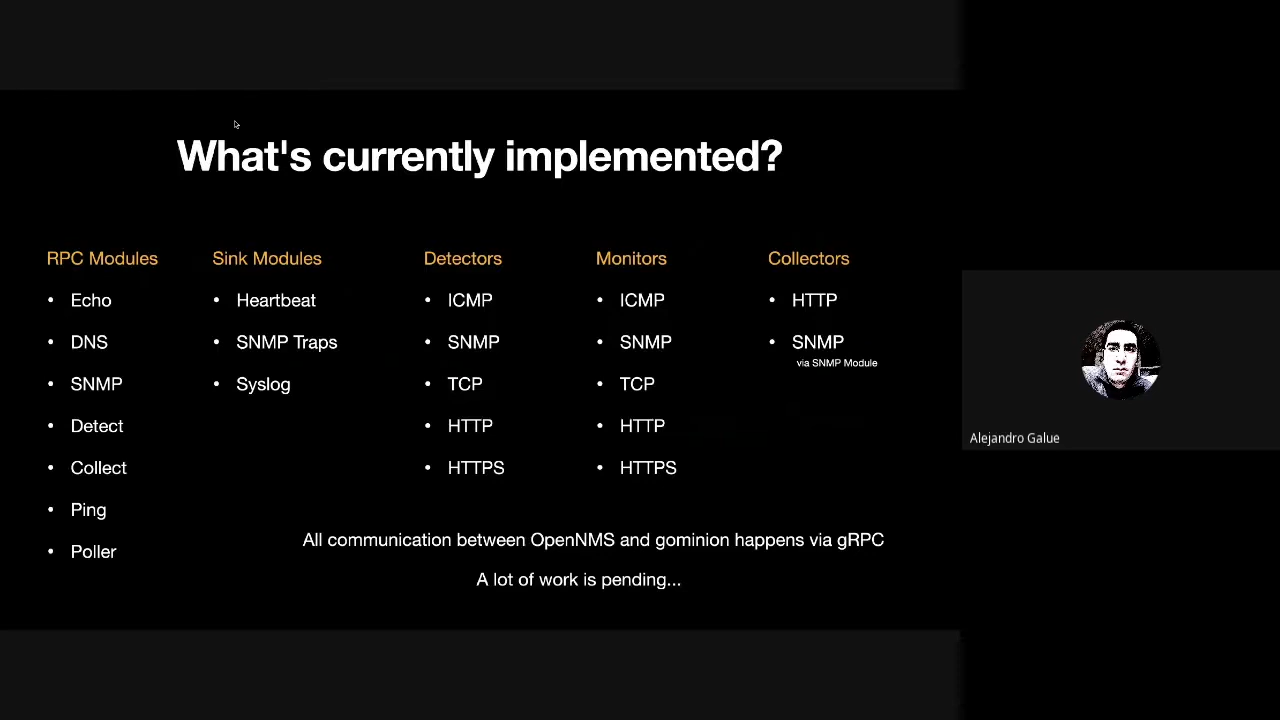 What's currently implemented?
RPC Modules
• Echo
• DNS
• SNMP
• Detect
• Collect
• Ping
• Poller
Sink Modules
• Heartbeat
• SNMP Traps
• Syslog
Detectors
• ICMP
• SNMP
• TCP
• HTTP
• HTTPS
Monitors
• ICMP
• SNMP
• TCP
• HTTP
• HTTPS
Collectors
• HTTP
• SNMP
via SNMP Module
All communication between OpenNMS and gominion happens via gRPC
A lot of work is pending...
Alejandro Galue